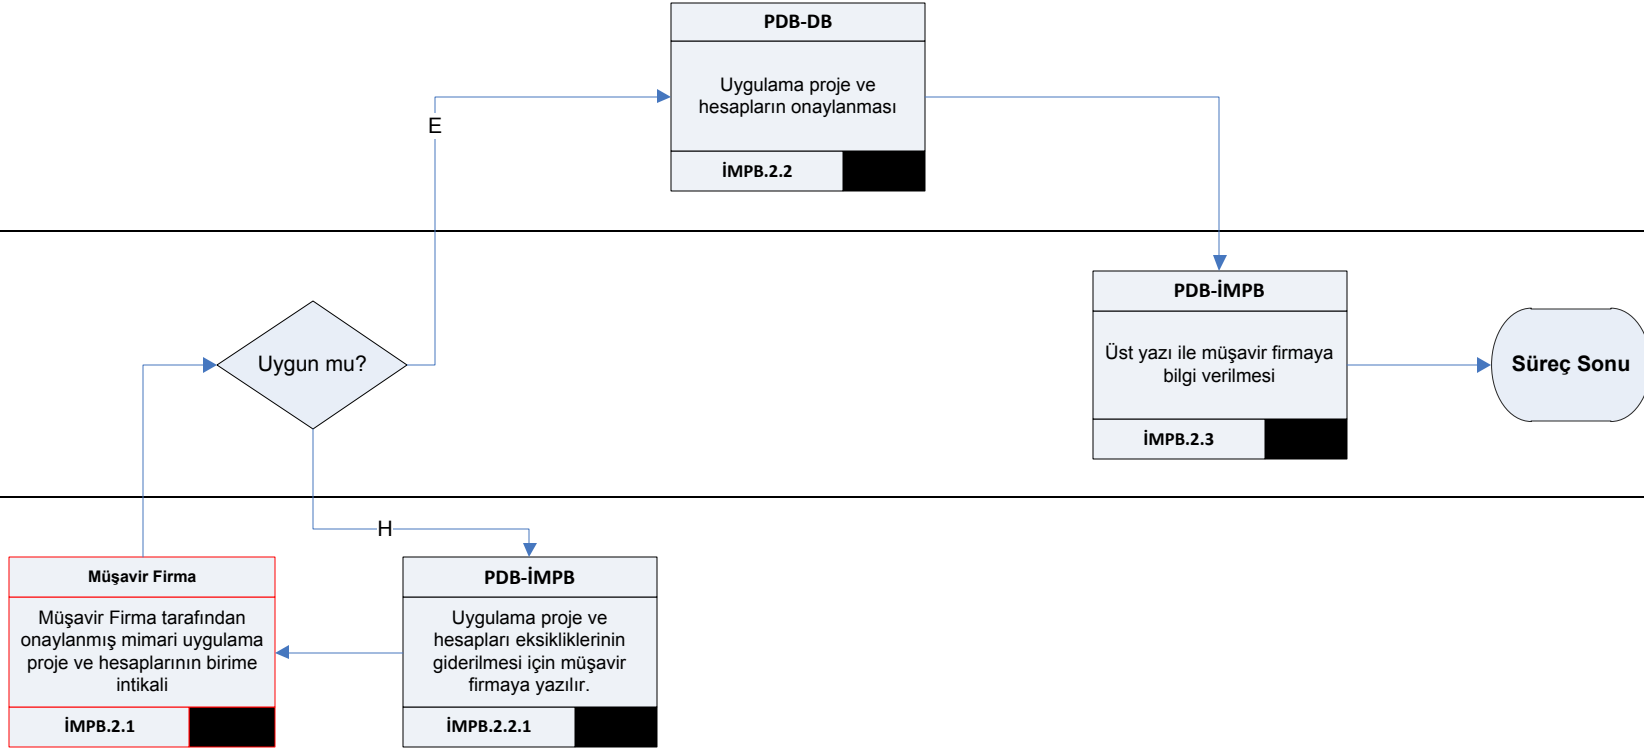 PDB-DB
Uygulama proje ve
hesapların onaylanması
İMPB.2.2
E
PDB-İMPB
Üst yazı ile müşavir firmaya
bilgi verilmesi
İMPB.2.3
Süreç Sonu
Uygun mu?
H
Müşavir Firma
Müşavir Firma tarafından
onaylanmış mimari uygulama
proje ve hesaplarının birime
intikali
İMPB.2.1
PDB-İMPB
Uygulama proje ve
hesapları eksikliklerinin
giderilmesi için müşavir
firmaya yazılır.
İMPB.2.2.1